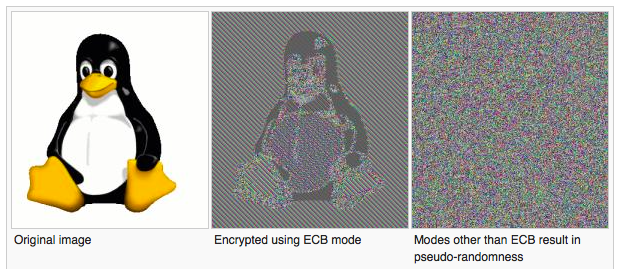 Original image
Encrypted using ECB mode
Modes other than ECB result in
pseudo-randomness